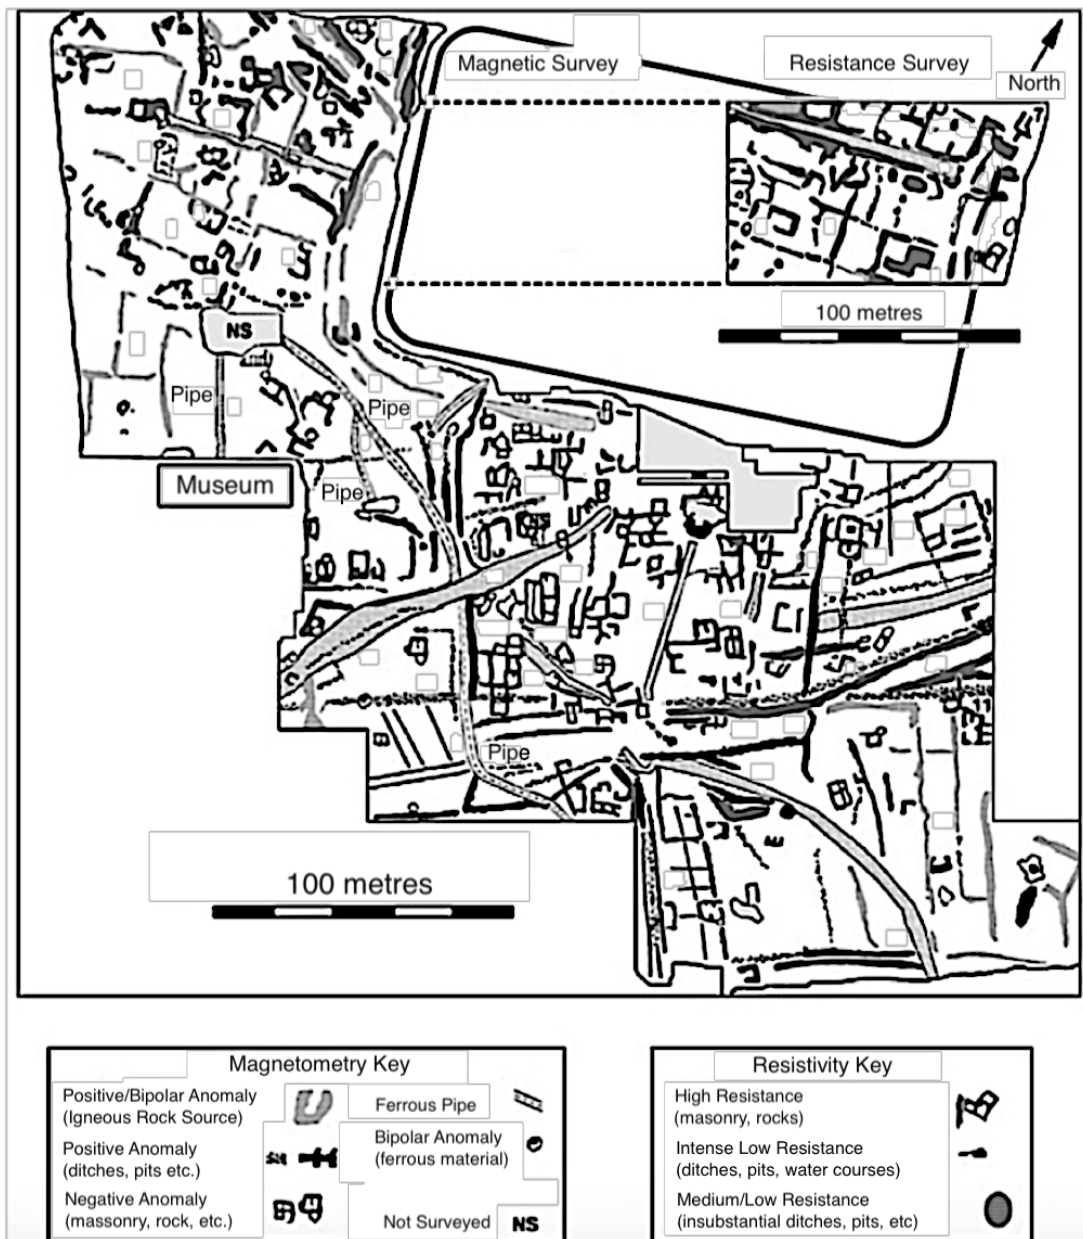 Magnetic Survey
Resistance Survey
North
100 metres
NS
Pipe
Pipe
Museum
Pipe
Pipe
100 metres
Magnetometry Key
Positive/Bipolar Anomaly
(Igneous Rock Source)
Ferrous Pipe
Positive Anomaly
(ditches, pits etc.)
Bipolar Anomaly
(ferrous material)
Negative Anomaly
(massonry, rock, etc.)
Not Surveyed NS
Resistivity Key
High Resistance
(masonry, rocks)
Intense Low Resistance
(ditches, pits, water courses)
Medium/Low Resistance
(insubstantial ditches, pits, etc)